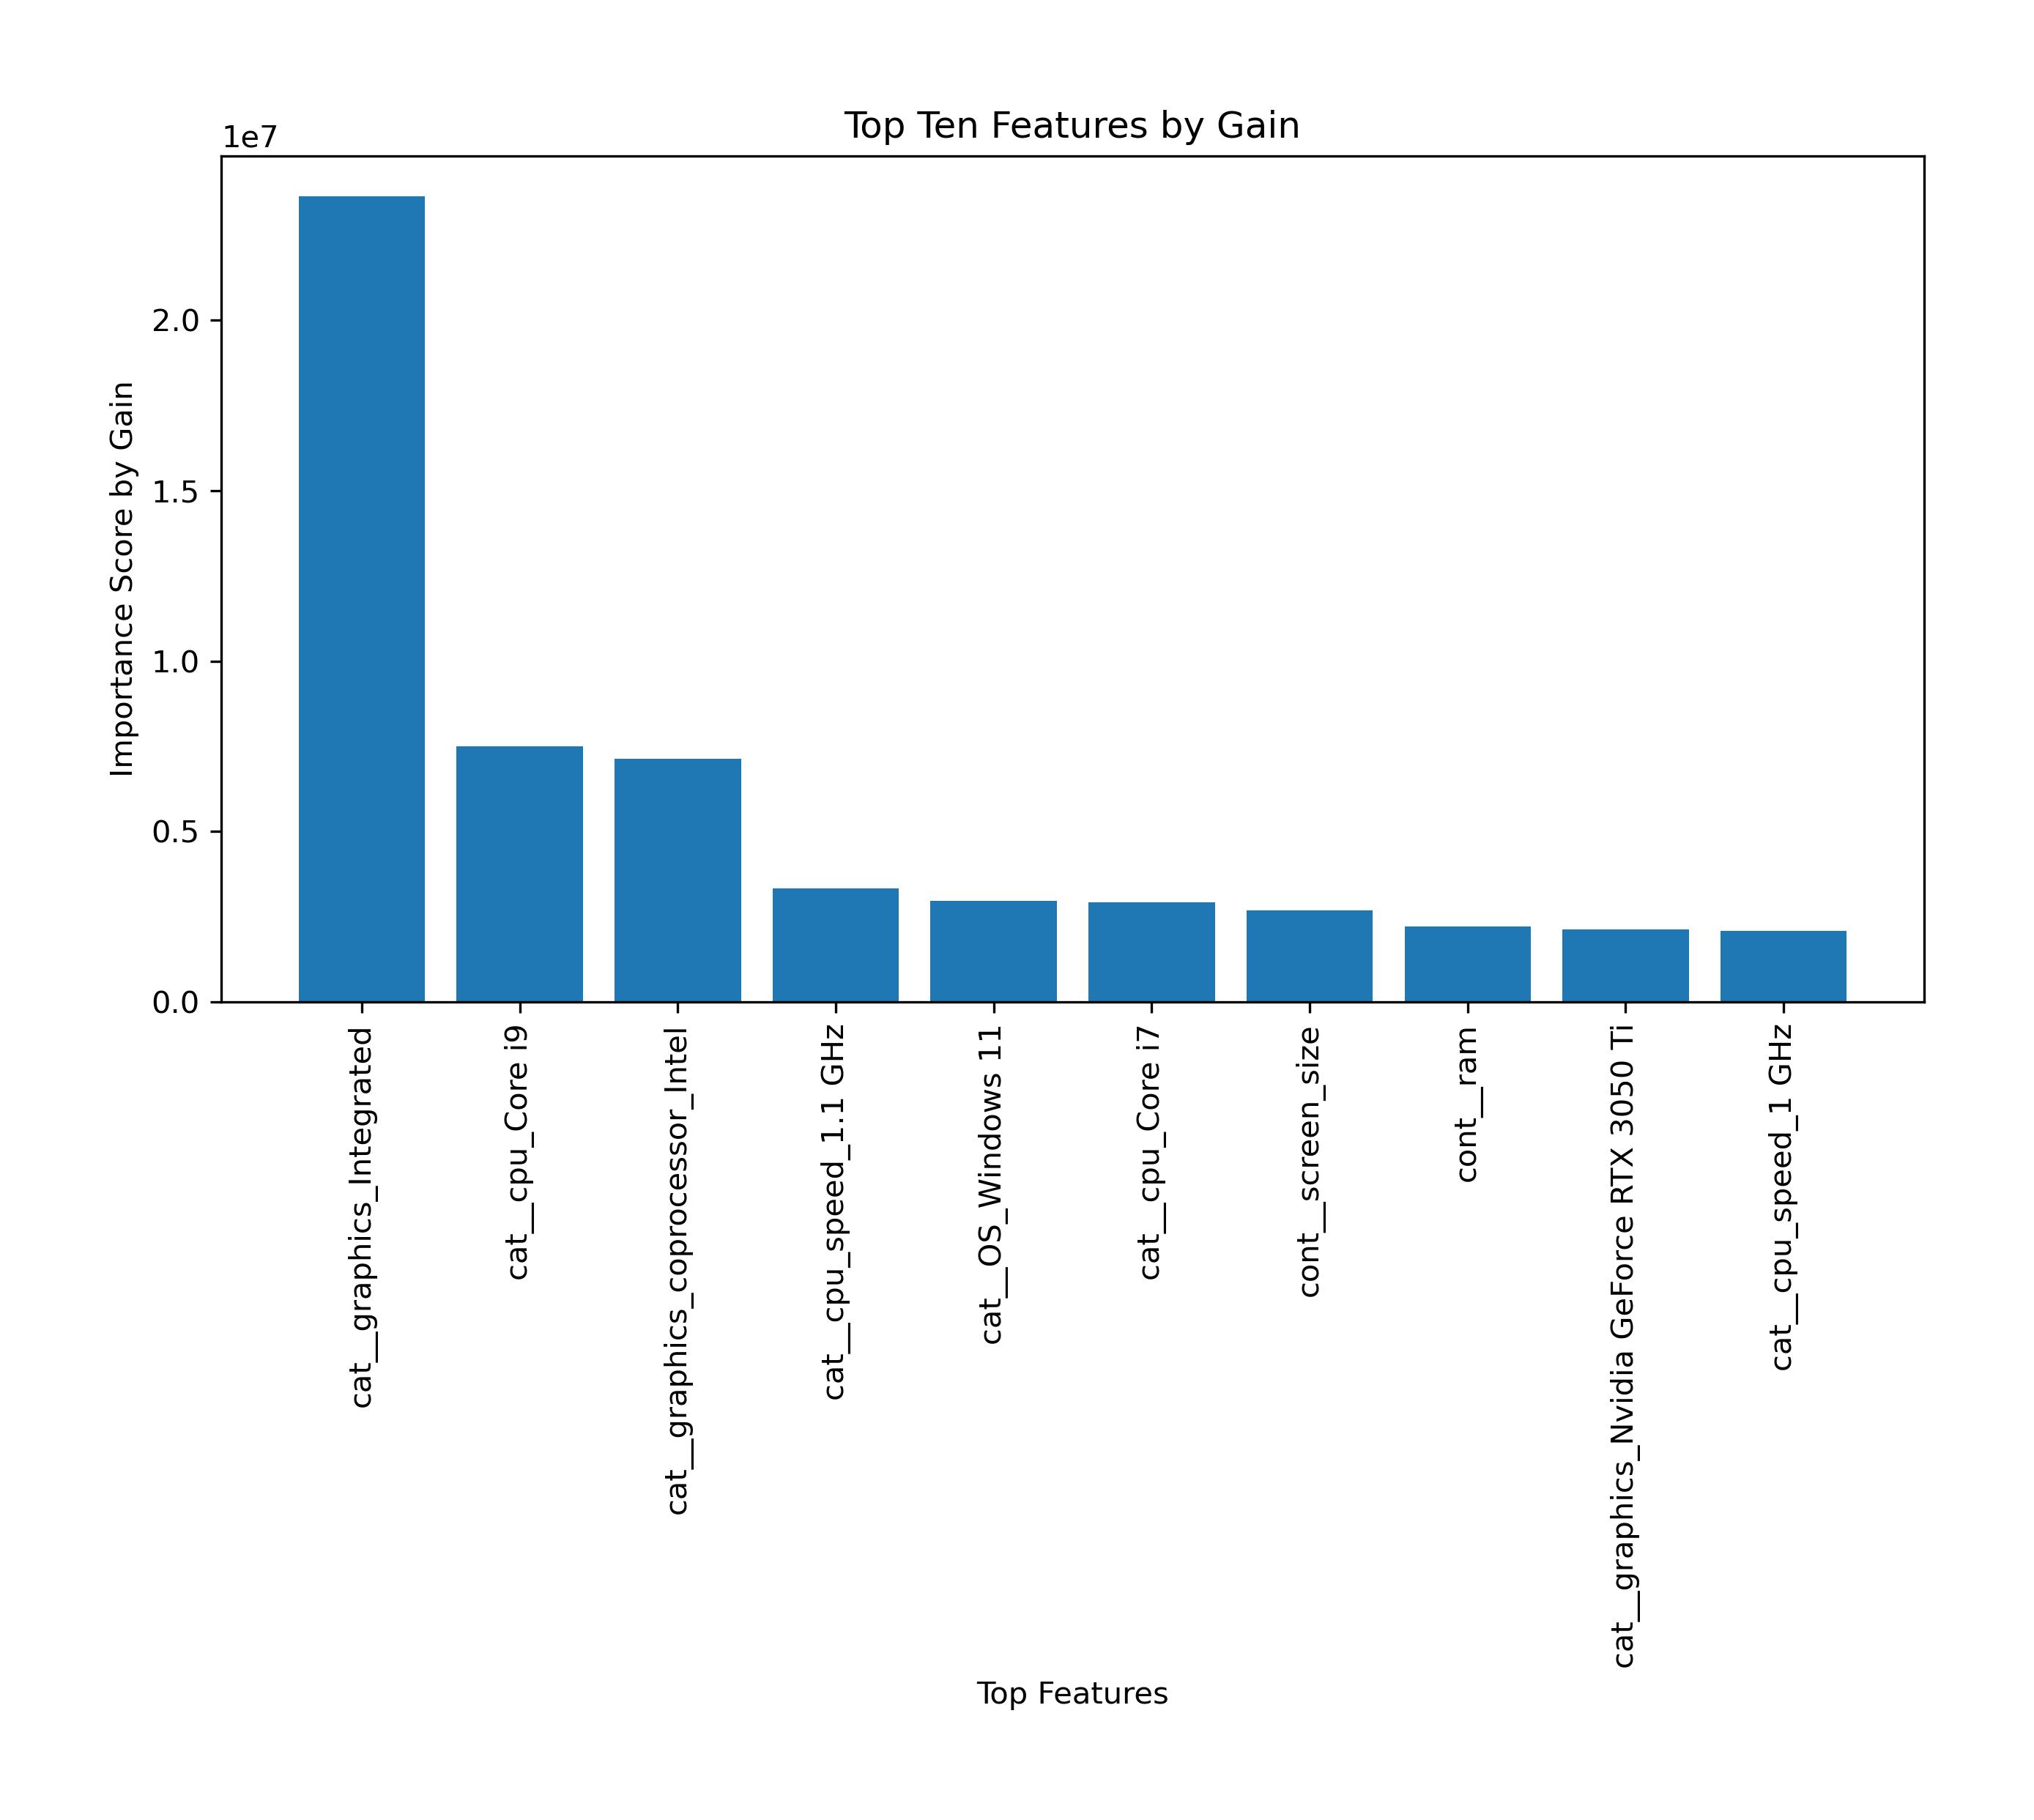 Top Ten Features by Gain
1e7
Importance Score by Gain
2.0
1.5
1.0
0.5
0.0
cat__graphics_Integrated
cat__cpu_Core i9
cat__graphics_coprocessor_Intel
cat__cpu_speed_1.1 GHz
cat__OS_Windows 11
cat__cpu_Core i7
cont__screen_size
cont__ram
cat__graphics_Nvidia GeForce RTX 3050 Ti
cat__cpu_speed_1 GHz
Top Features